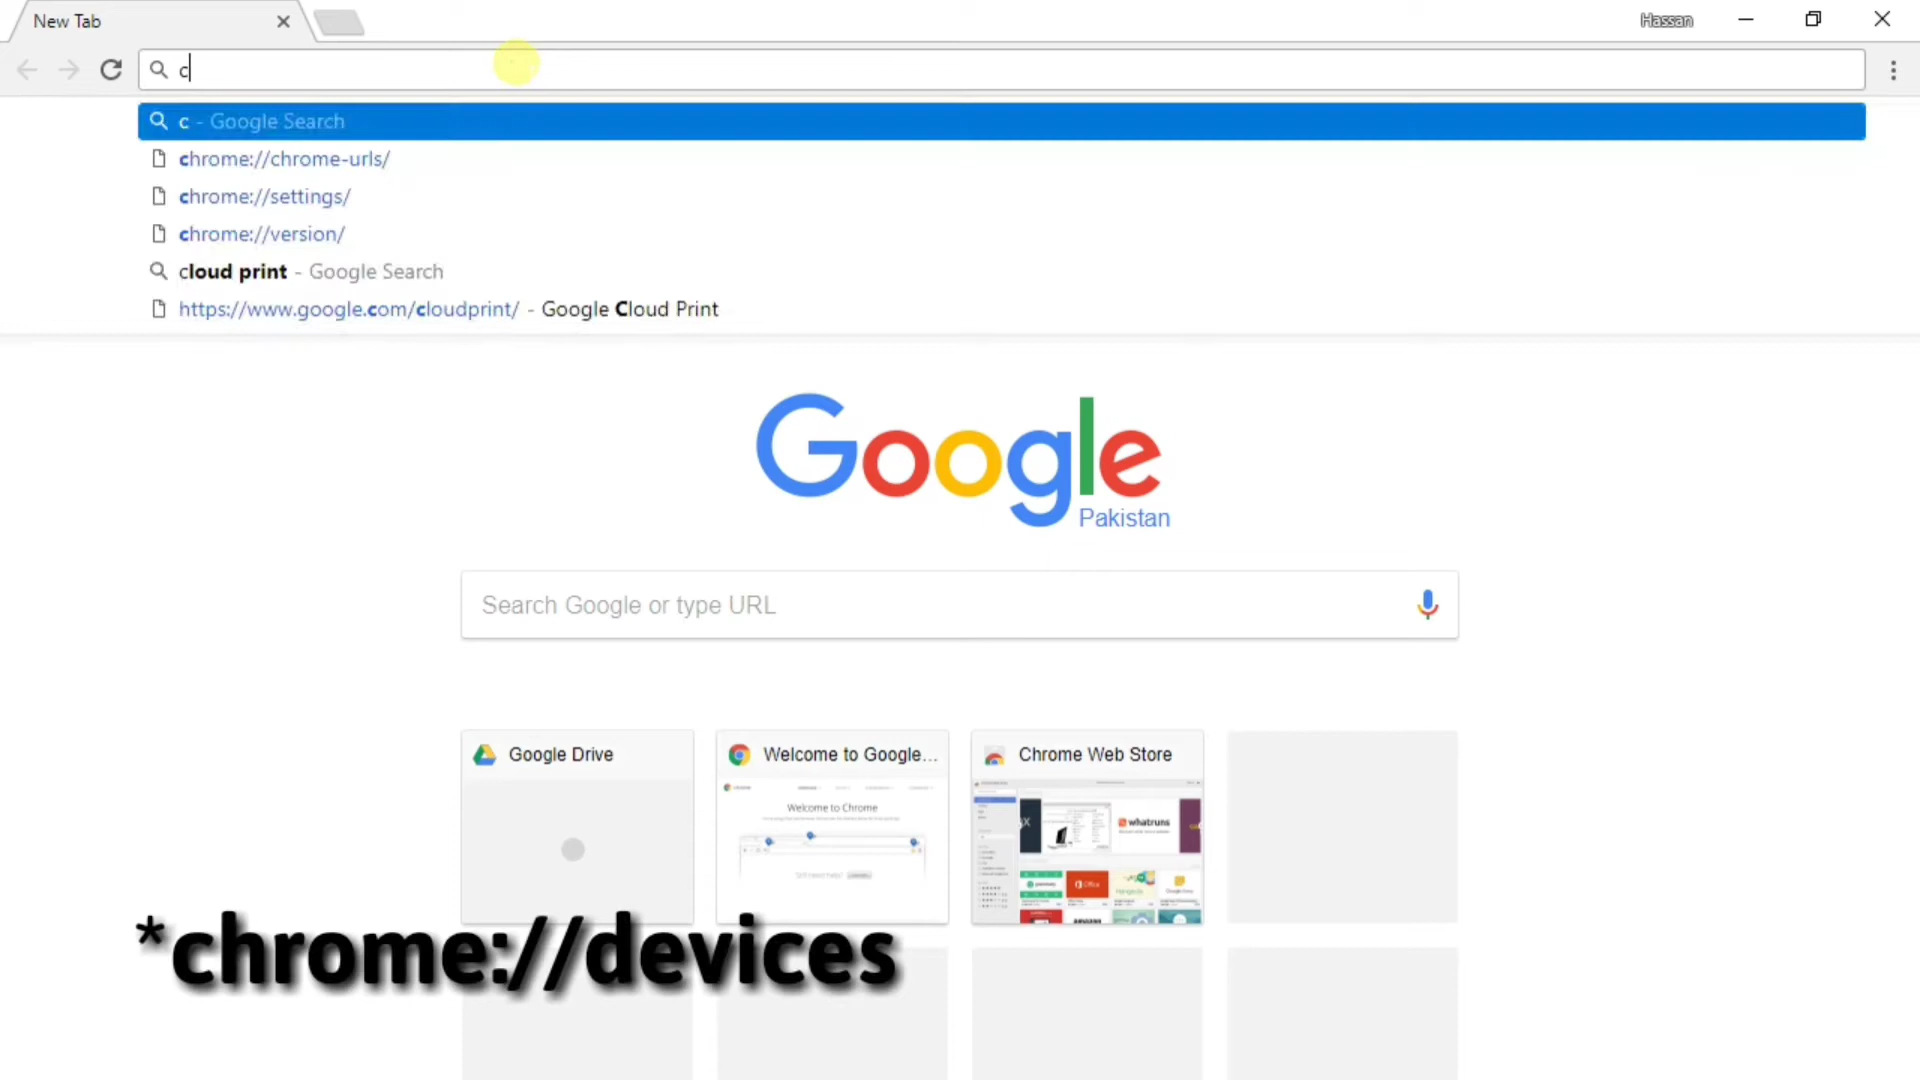 New Tab
Hassan
c
c - Google Search
chrome://chrome-urls/
chrome://settings/
chrome://version/
cloud print - Google Search
https://www.google.com/cloudprint/ - Google Cloud Print
Google
Pakistan
Search Google or type URL
Google Drive
Welcome to Google...
Chrome Web Store
Welcome to Chrome
whatruns
Office
*chrome://devices